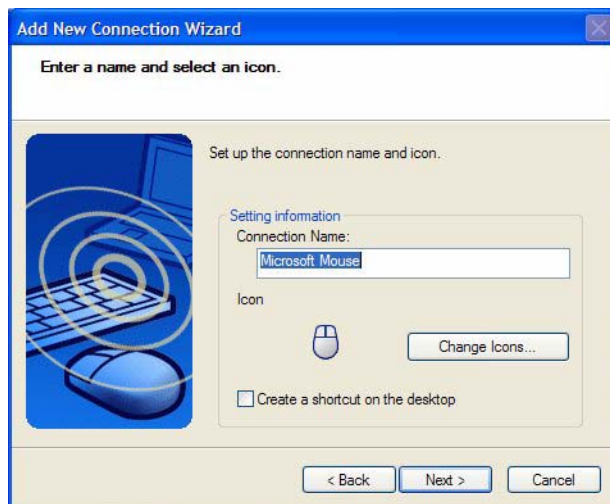 Add New Connection Wizard
Enter a name and select an icon.
Set up the connection name and icon.
Setting information
Connection Name:
Microsoft Mouse
Icon
Change Icons...
Create a shortcut on the desktop
< Back
Next >
Cancel